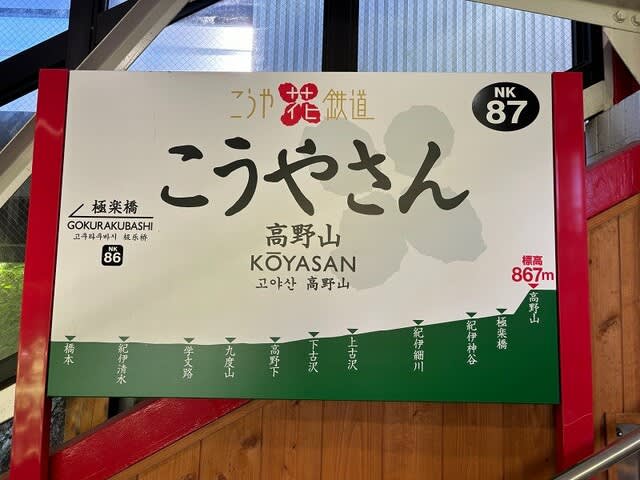 こうや花鉄道
NK
87
こうやさん
高野山
KŌYASAN
고야산 高野山
極楽橋
GOKURAKUBASHI
고쿠라쿠바시 极乐桥
NK
86
標高
867m
橋本
紀伊清水
学文路
九度山
高野下
下古沢
上古沢
紀伊細川
紀伊神谷
極楽橋
高野山